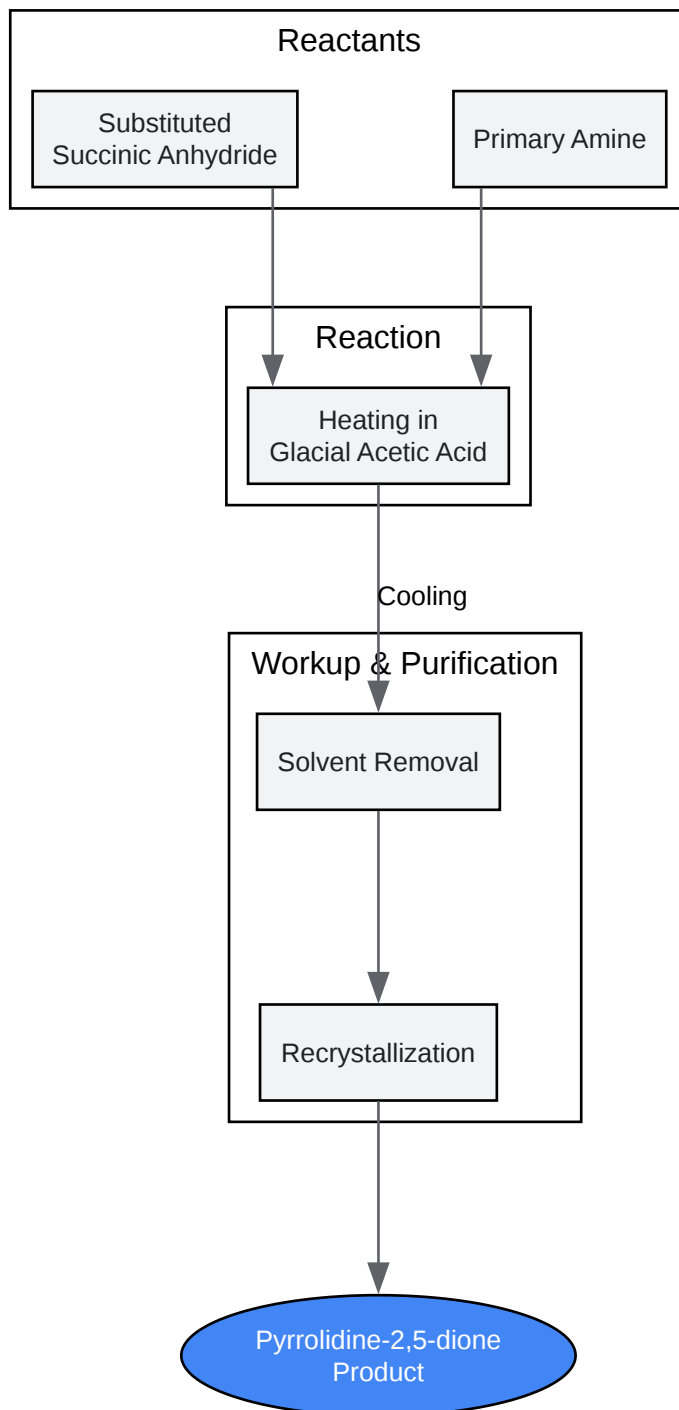 Reactants
Substituted
Succinic Anhydride
Primary Amine
Reaction
Heating in
Glacial Acetic Acid
Cooling
Workup & Purification
Solvent Removal
Recrystallization
Pyrrolidine-2,5-dione
Product